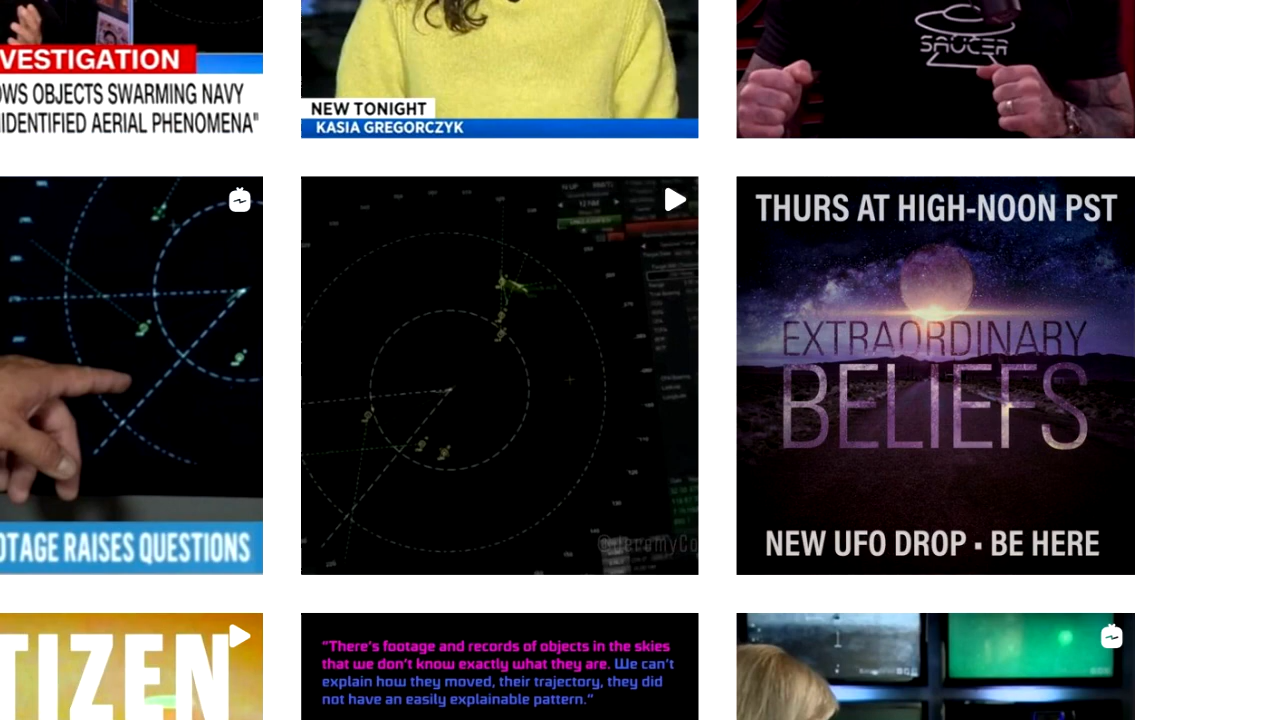 VESTIGATION
OWS OBJECTS SWARMING NAVY
IDENTIFIED AERIAL PHENOMENA"
NEW TONIGHT
KASIA GREGORCZYK
SAUCER
OTAGE RAISES QUESTIONS
@JeremyCo
THURS AT HIGH-NOON PST
EXTRAORDINARY
BELIEFS
NEW UFO DROP · BE HERE
TIZEN
“There’s footage and records of objects in the skies
that we don’t know exactly what they are. We can’t
explain how they moved, their trajectory, they did
not have an easily explainable pattern.”